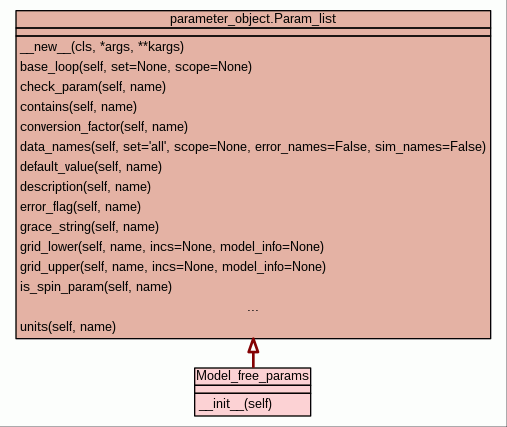 parameter_object.Param_list
__new__(cls, *args, **kargs)
base_loop(self, set=None, scope=None)
check_param(self, name)
contains(self, name)
conversion_factor(self, name)
data_names(self, set='all', scope=None, error_names=False, sim_names=False)
default_value(self, name)
description(self, name)
error_flag(self, name)
grace_string(self, name)
grid_lower(self, name, incs=None, model_info=None)
grid_upper(self, name, incs=None, model_info=None)
is_spin_param(self, name)
...
units(self, name)
Model_free_params
__init__(self)